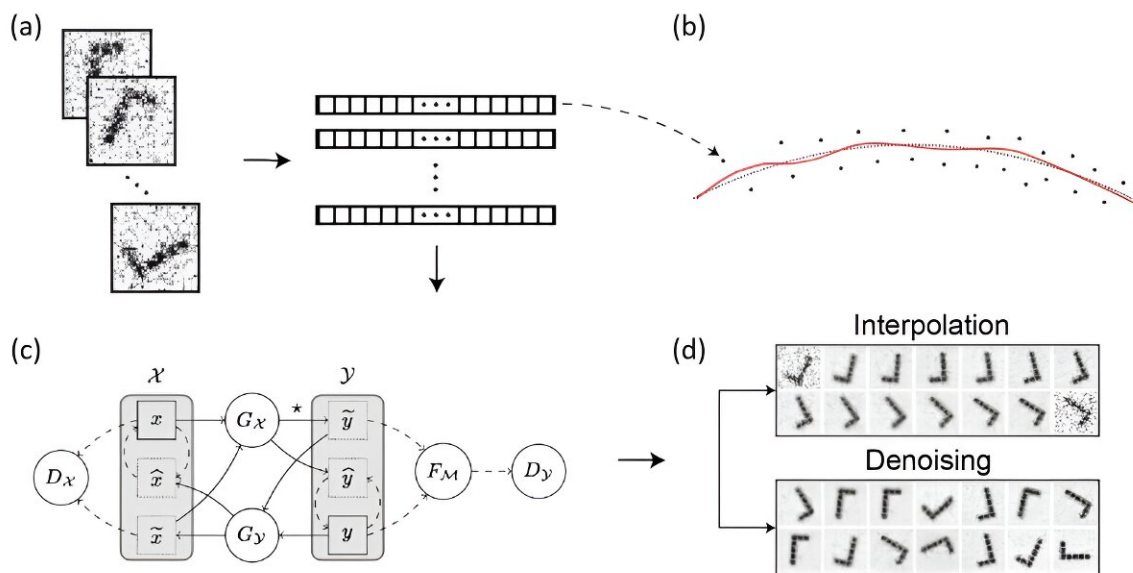 (a)
(b)
(c)
𝒳
𝒴
x
G𝒳
★
ỹ
D𝒳
x̂
ŷ
Fℳ
D𝒴
x̃
G𝒴
y
(d)
Interpolation
Denoising